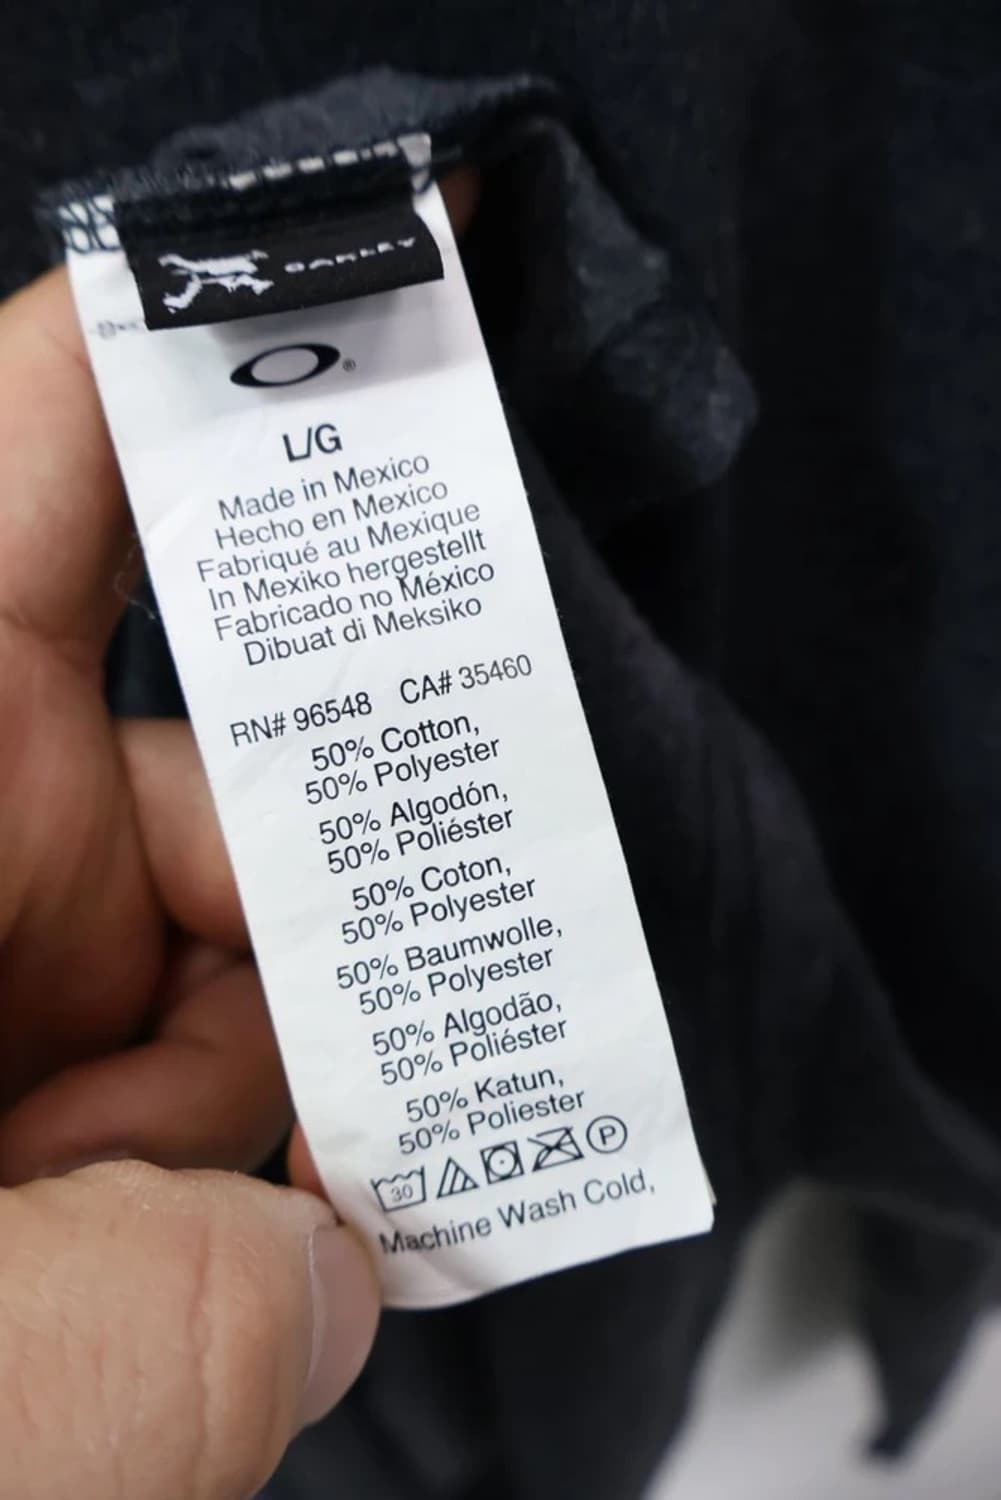 OAKLEY
®
L/G
Made in Mexico
Hecho en Mexico
Fabriqué au Mexique
In Mexiko hergestellt
Fabricado no México
Dibuat di Meksiko
RN# 96548 CA# 35460
50% Cotton,
50% Polyester
50% Algodón,
50% Poliéster
50% Coton,
50% Polyester
50% Baumwolle,
50% Polyester
50% Algodão,
50% Poliéster
50% Katun,
50% Poliester
30 P
Machine Wash Cold,